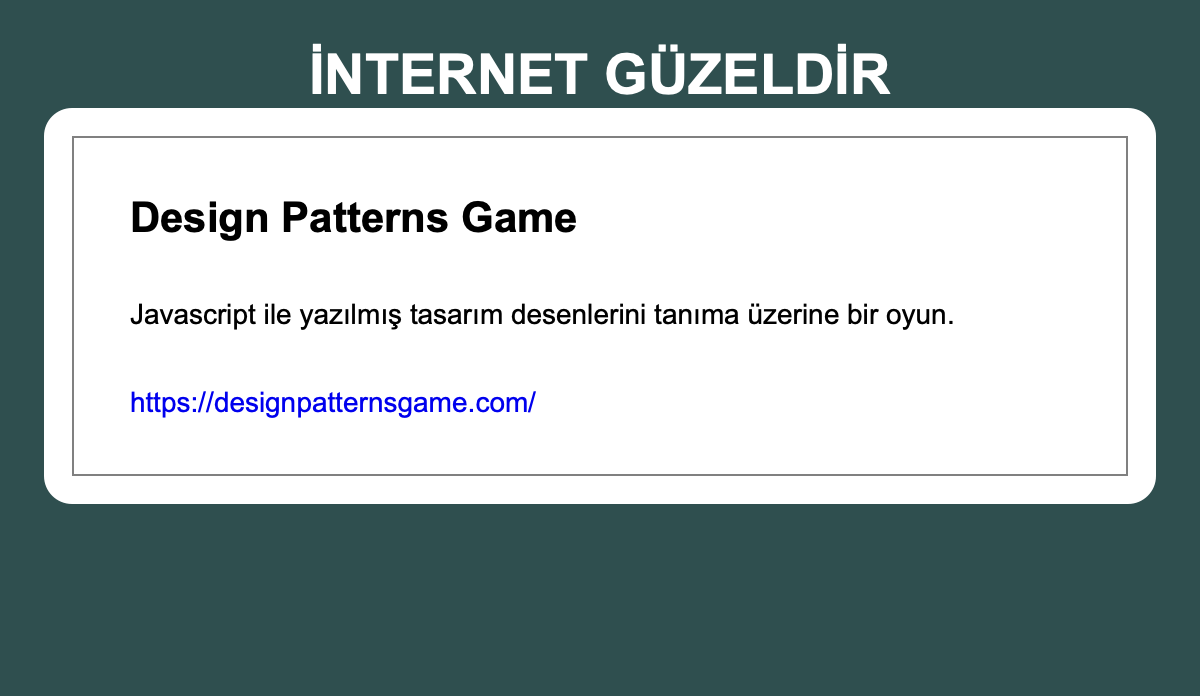 İNTERNET GÜZELDİR
Design Patterns Game
Javascript ile yazılmış tasarım desenlerini tanıma üzerine bir oyun.
https://designpatternsgame.com/